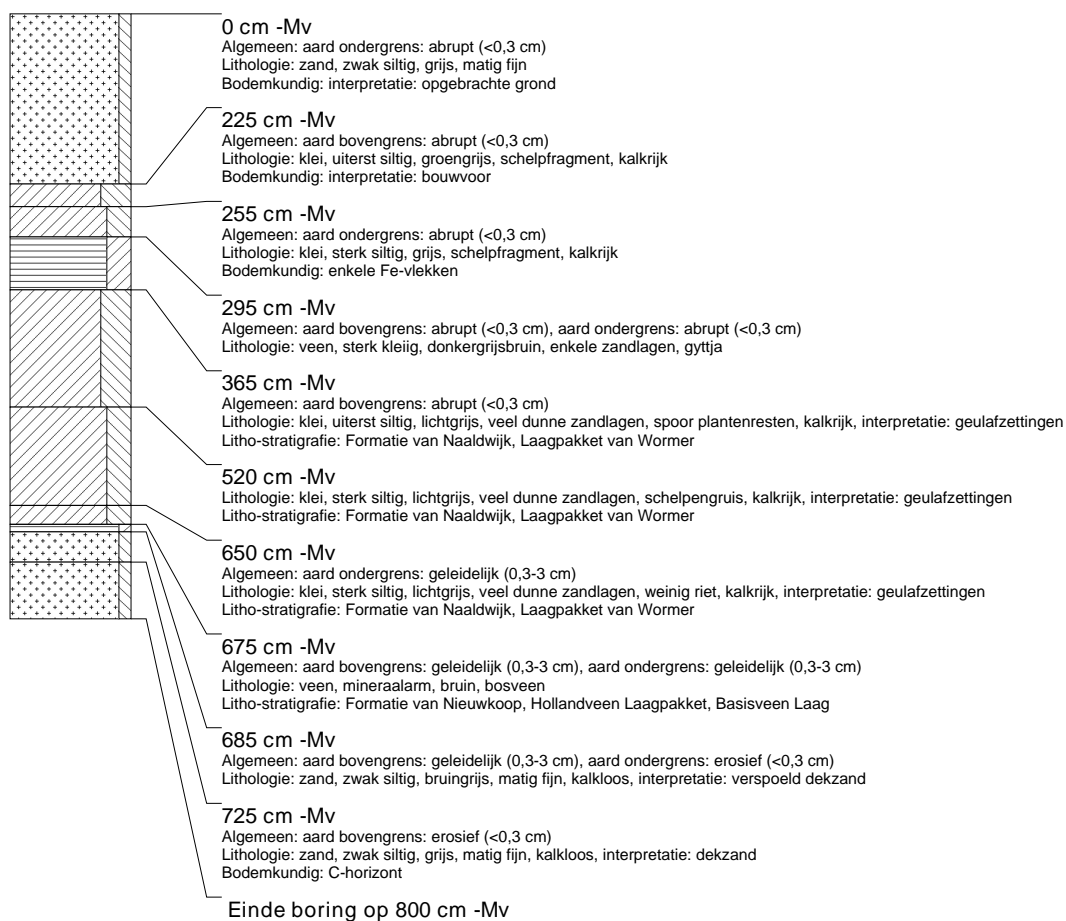 0 cm -Mv
Algemeen: aard ondergrens: abrupt (<0,3 cm)
Lithologie: zand, zwak siltig, grijs, matig fijn
Bodemkundig: interpretatie: opgebrachte grond
225 cm -Mv
Algemeen: aard bovengrens: abrupt (<0,3 cm)
Lithologie: klei, uiterst siltig, groengrijs, schelpfragment, kalkrijk
Bodemkundig: interpretatie: bouwvoor
255 cm -Mv
Algemeen: aard ondergrens: abrupt (<0,3 cm)
Lithologie: klei, sterk siltig, grijs, schelpfragment, kalkrijk
Bodemkundig: enkele Fe-vlekken
295 cm -Mv
Algemeen: aard bovengrens: abrupt (<0,3 cm), aard ondergrens: abrupt (<0,3 cm)
Lithologie: veen, sterk kleiig, donkergrijsbruin, enkele zandlagen, gyttja
365 cm -Mv
Algemeen: aard bovengrens: abrupt (<0,3 cm)
Lithologie: klei, uiterst siltig, lichtgrijs, veel dunne zandlagen, spoor plantenresten, kalkrijk, interpretatie: geulafzettingen
Litho-stratigrafie: Formatie van Naaldwijk, Laagpakket van Wormer
520 cm -Mv
Lithologie: klei, sterk siltig, lichtgrijs, veel dunne zandlagen, schelpengruis, kalkrijk, interpretatie: geulafzettingen
Litho-stratigrafie: Formatie van Naaldwijk, Laagpakket van Wormer
650 cm -Mv
Algemeen: aard ondergrens: geleidelijk (0,3-3 cm)
Lithologie: klei, sterk siltig, lichtgrijs, veel dunne zandlagen, weinig riet, kalkrijk, interpretatie: geulafzettingen
Litho-stratigrafie: Formatie van Naaldwijk, Laagpakket van Wormer
675 cm -Mv
Algemeen: aard bovengrens: geleidelijk (0,3-3 cm), aard ondergrens: geleidelijk (0,3-3 cm)
Lithologie: veen, mineraalarm, bruin, bosveen
Litho-stratigrafie: Formatie van Nieuwkoop, Hollandveen Laagpakket, Basisveen Laag
685 cm -Mv
Algemeen: aard bovengrens: geleidelijk (0,3-3 cm), aard ondergrens: erosief (<0,3 cm)
Lithologie: zand, zwak siltig, bruingrijs, matig fijn, kalkloos, interpretatie: verspoeld dekzand
725 cm -Mv
Algemeen: aard bovengrens: erosief (<0,3 cm)
Lithologie: zand, zwak siltig, grijs, matig fijn, kalkloos, interpretatie: dekzand
Bodemkundig: C-horizont
Einde boring op 800 cm -Mv